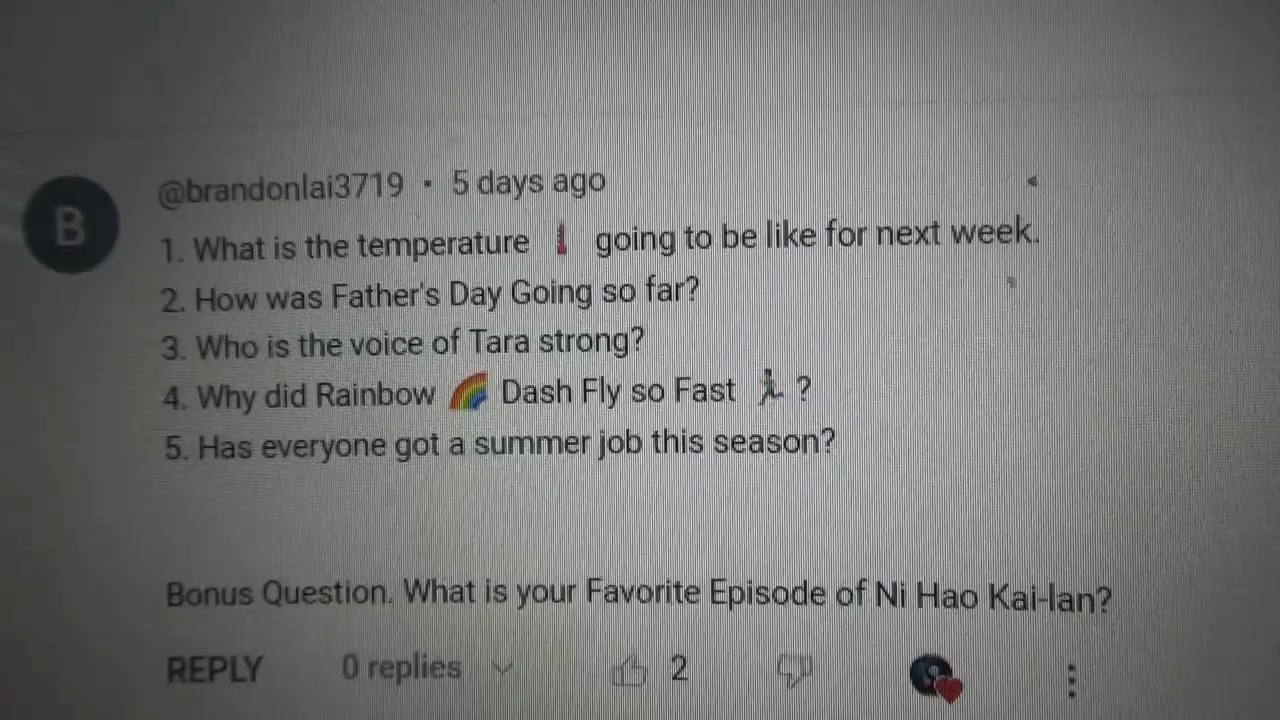 B
@brandonlai3719 · 5 days ago
1. What is the temperature 🌡 going to be like for next week.
2. How was Father's Day Going so far?
3. Who is the voice of Tara strong?
4. Why did Rainbow 🌈 Dash Fly so Fast 🏃 ?
5. Has everyone got a summer job this season?
Bonus Question. What is your Favorite Episode of Ni Hao Kai-lan?
REPLY 0 replies 2